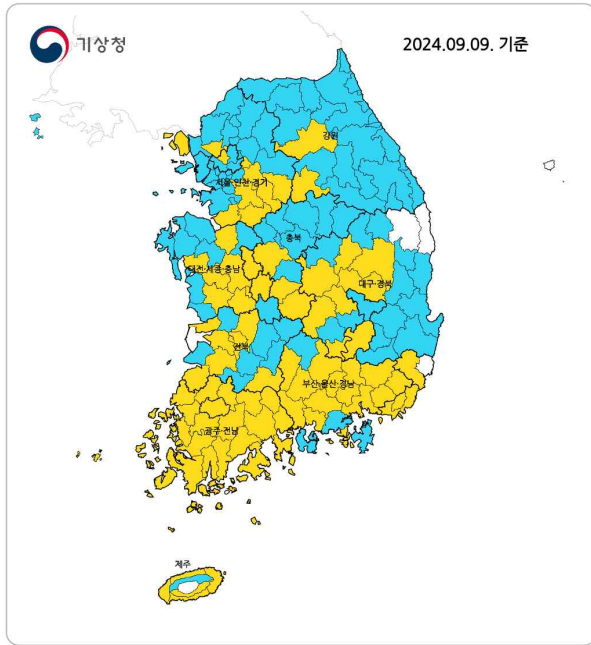 기상청
2024.09.09. 기준
강원
서울·인천·경기
충북
대전·세종·충남
대구·경북
전북
부산·울산·경남
광주·전남
제주